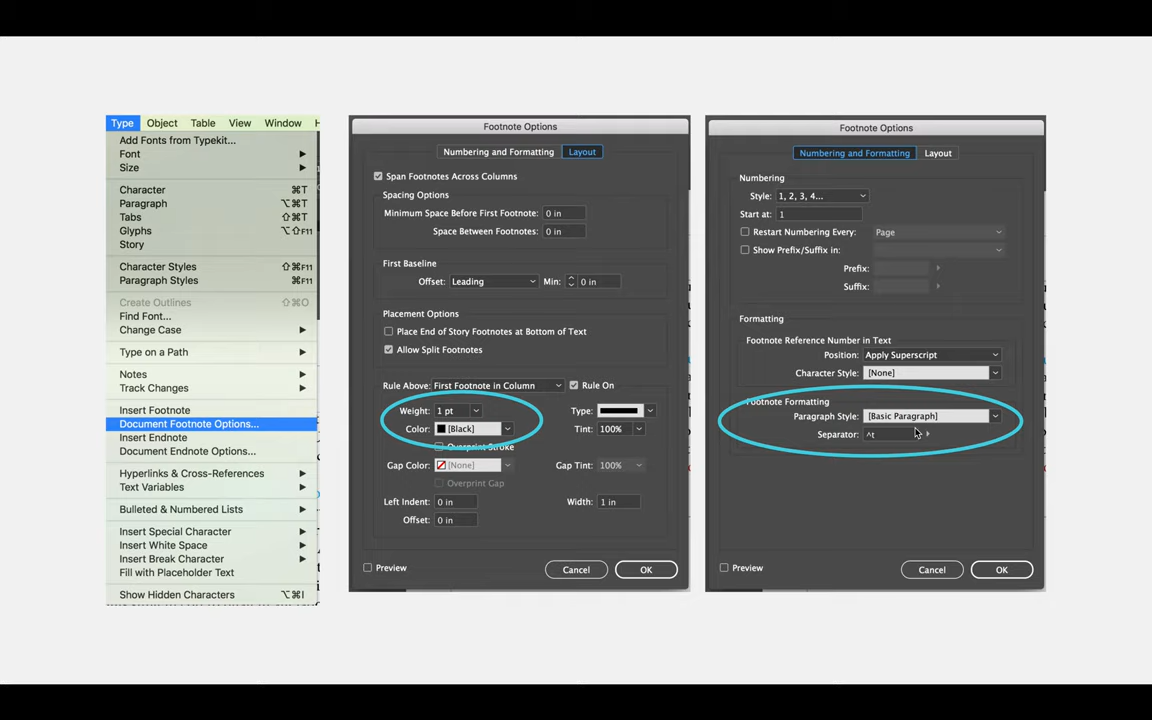 Type Object Table View Window
Add Fonts from Typekit...
Font
Size
Character ⌘T
Paragraph ⌥⌘T
Tabs ⇧⌘T
Glyphs ⌥⇧F11
Story
Character Styles ⇧⌘F11
Paragraph Styles ⌘F11
Create Outlines ⇧⌘O
Find Font...
Change Case
Type on a Path
Notes
Track Changes
Insert Footnote
Document Footnote Options...
Insert Endnote
Document Endnote Options...
Hyperlinks & Cross-References
Text Variables
Bulleted & Numbered Lists
Insert Special Character
Insert White Space
Insert Break Character
Fill with Placeholder Text
Show Hidden Characters ⌥⌘I
Footnote Options
Numbering and Formatting Layout
Span Footnotes Across Columns
Spacing Options
Minimum Space Before First Footnote: 0 in
Space Between Footnotes: 0 in
First Baseline
Offset: Leading Min: 0 in
Placement Options
Place End of Story Footnotes at Bottom of Text
Allow Split Footnotes
Rule Above: First Footnote in Column Rule On
Weight: 1 pt Type:
Color: [Black] Tint: 100%
Overprint Stroke
Gap Color: [None] Gap Tint: 100%
Overprint Gap
Left Indent: 0 in Width: 1 in
Offset: 0 in
Preview Cancel OK
Footnote Options
Numbering and Formatting Layout
Numbering
Style: 1, 2, 3, 4...
Start at: 1
Restart Numbering Every: Page
Show Prefix/Suffix in:
Prefix:
Suffix:
Formatting
Footnote Reference Number in Text
Position: Apply Superscript
Character Style: [None]
Footnote Formatting
Paragraph Style: [Basic Paragraph]
Separator: ^t
Preview Cancel OK